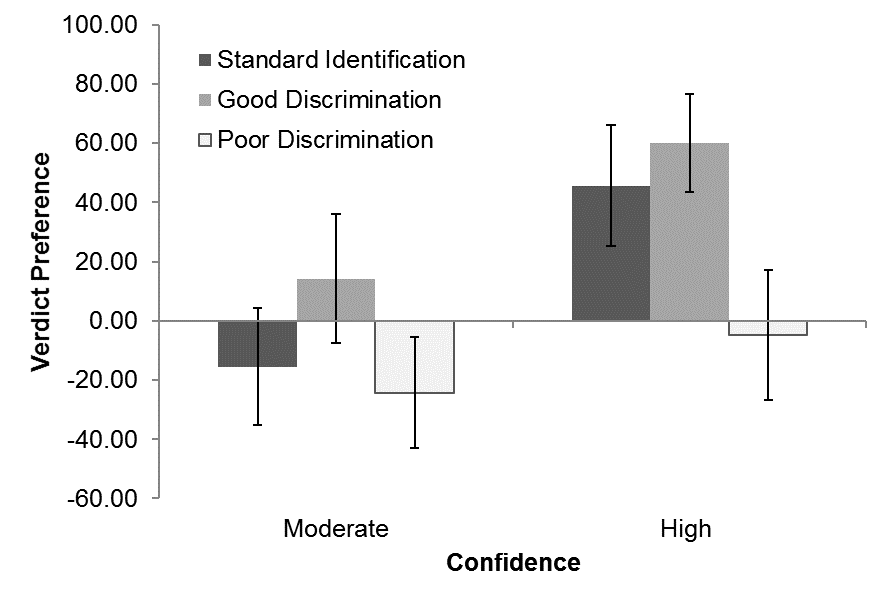 100.00
80.00
60.00
40.00
20.00
0.00
-20.00
-40.00
-60.00
Verdict Preference
Standard Identification
Good Discrimination
Poor Discrimination
Moderate
High
Confidence